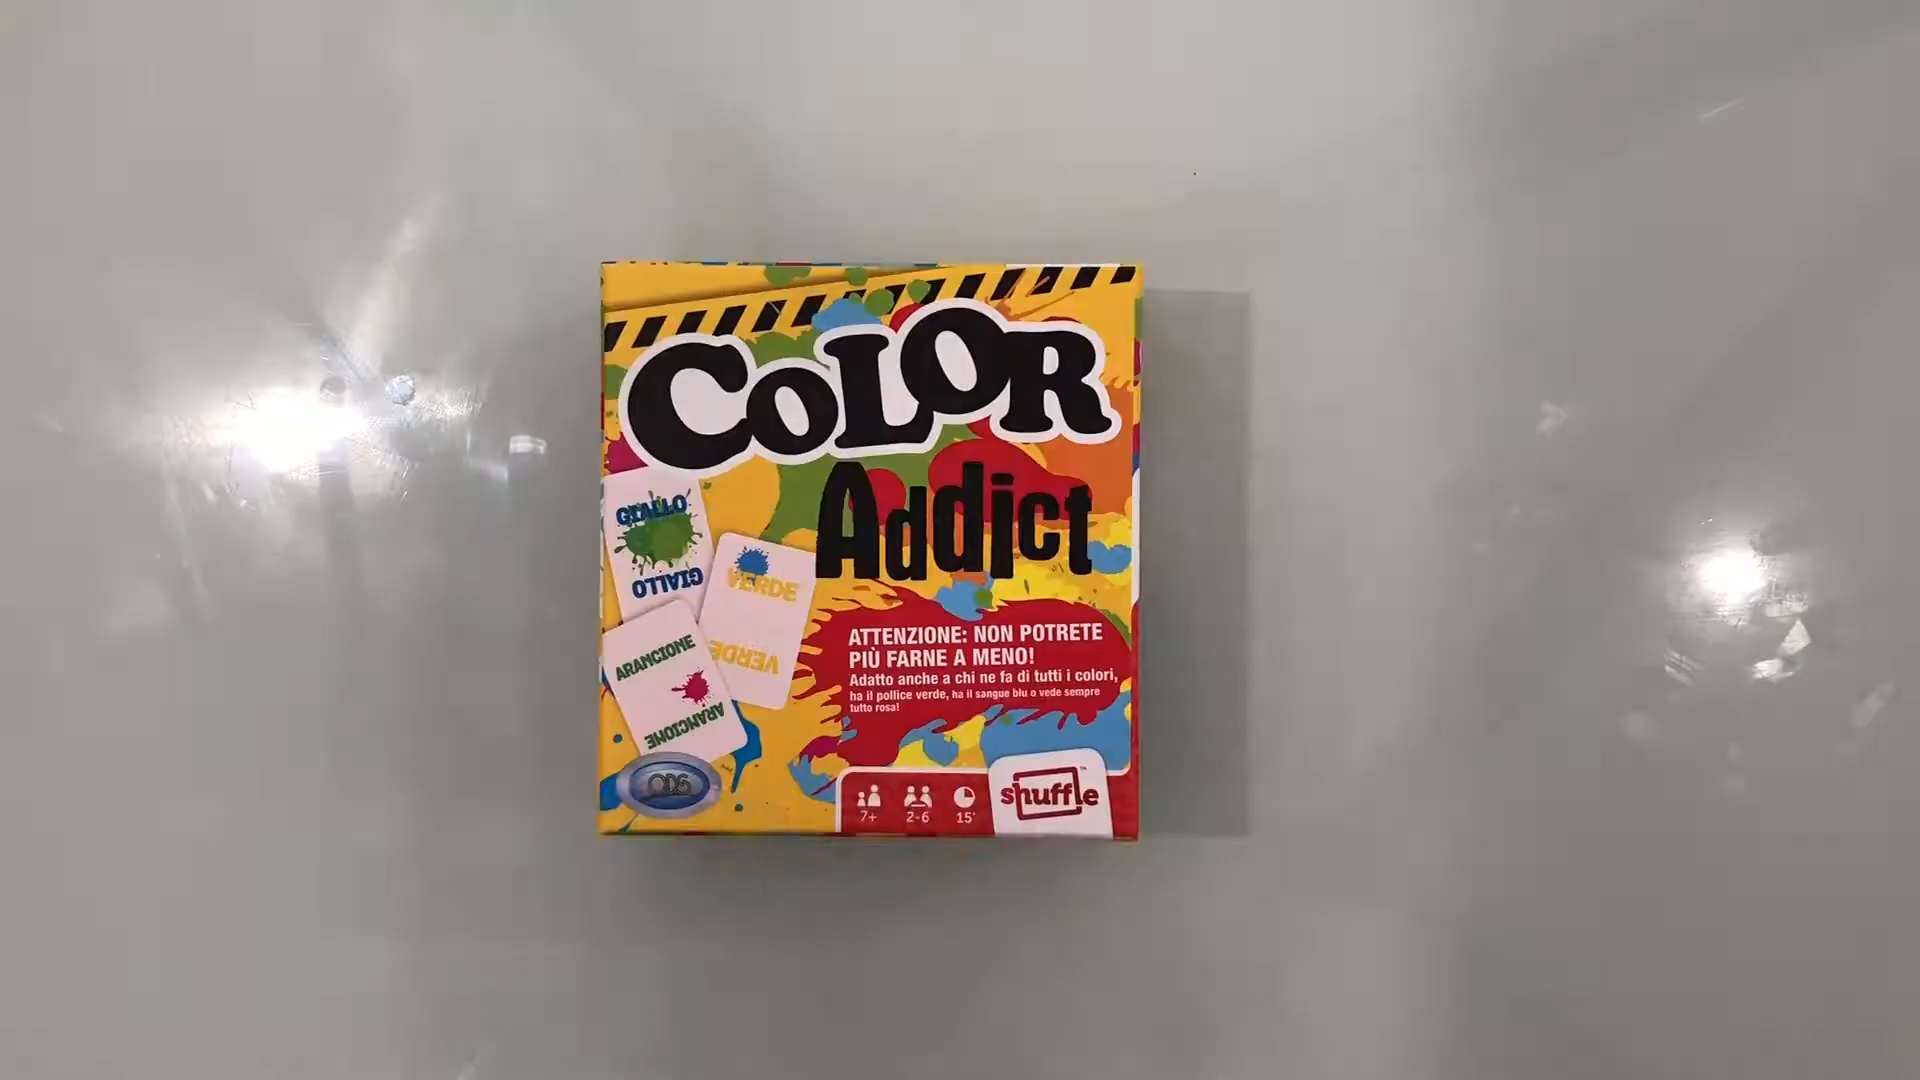 COLOR
Addict
GIALLO
GIALLO
VERDE
VERDE
ARANCIONE
ARANCIONE
ATTENZIONE: NON POTRETE
PIÙ FARNE A MENO!
Adatto anche a chi ne fa di tutti i colori,
ha il pollice verde, ha il sangue blu o vede sempre
tutto rosa!
ODG
7+
2-6
15'
shuffle™